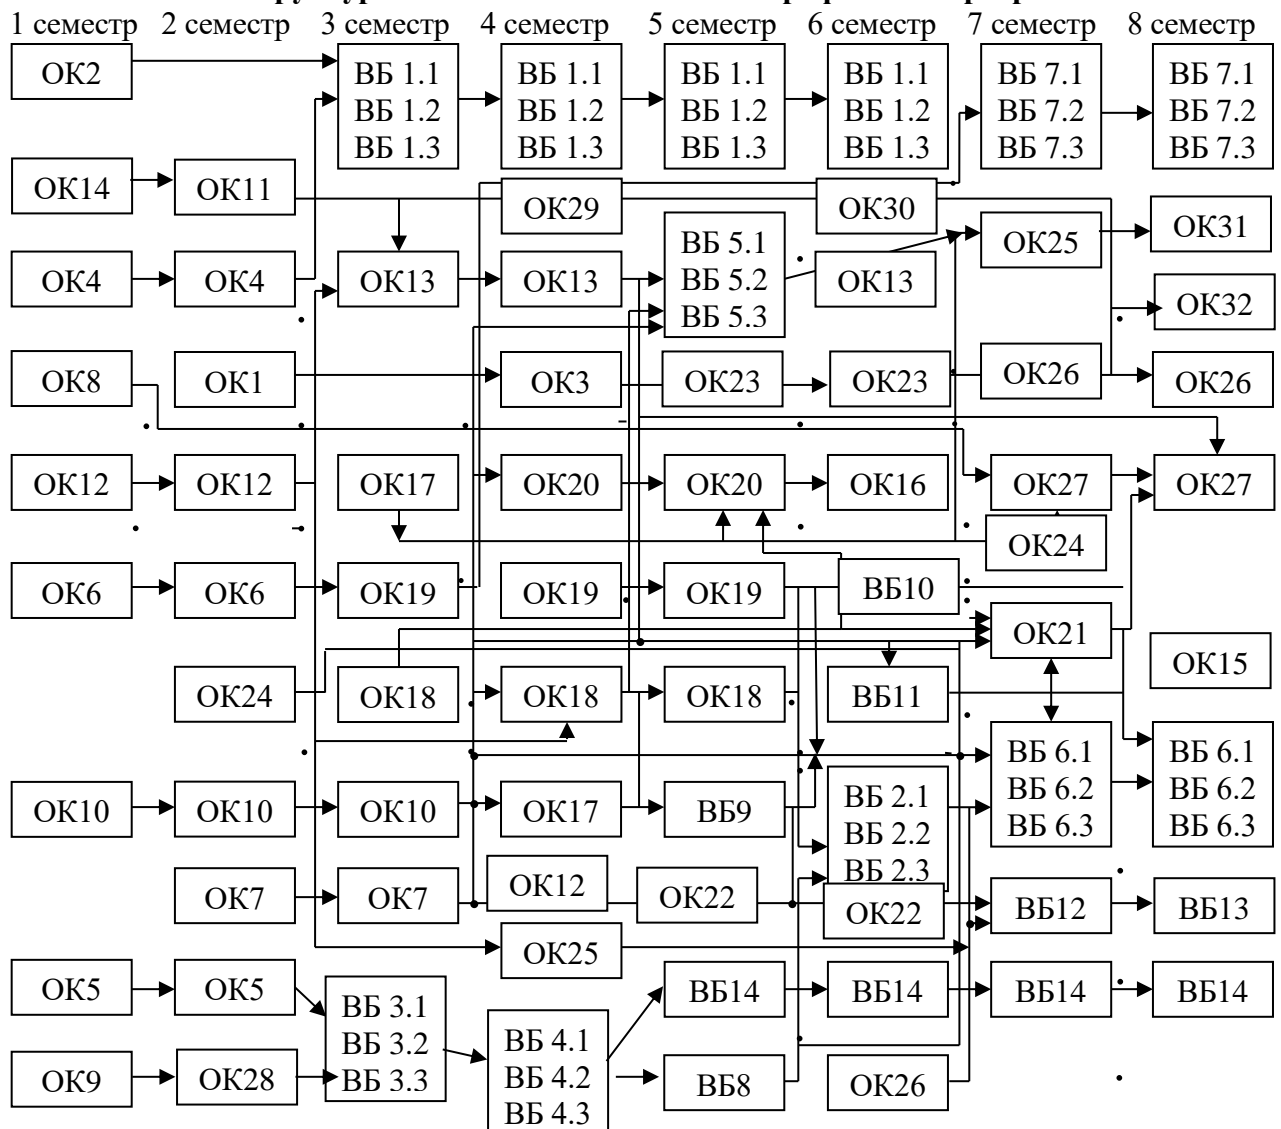 1 семестр 2 семестр 3 семестр 4 семестр 5 семестр 6 семестр 7 семестр 8 семестр
ОК2
ВБ 1.1
ВБ 1.2
ВБ 1.3
ВБ 1.1
ВБ 1.2
ВБ 1.3
ВБ 1.1
ВБ 1.2
ВБ 1.3
ВБ 1.1
ВБ 1.2
ВБ 1.3
ВБ 7.1
ВБ 7.2
ВБ 7.3
ВБ 7.1
ВБ 7.2
ВБ 7.3
ОК14
ОК11
ОК29
ОК30
ОК4
ОК4
ОК13
ОК13
ВБ 5.1
ВБ 5.2
ВБ 5.3
ОК13
ОК25
ОК31
ОК32
ОК8
ОК1
ОК3
ОК23
ОК23
ОК26
ОК26
ОК12
ОК12
ОК17
ОК20
ОК20
ОК16
ОК27
ОК27
ОК24
ОК6
ОК6
ОК19
ОК19
ОК19
ВБ10
ОК21
ОК15
ОК24
ОК18
ОК18
ОК18
ВБ11
ОК10
ОК10
ОК10
ОК17
ВБ9
ВБ 2.1
ВБ 2.2
ВБ 2.3
ВБ 6.1
ВБ 6.2
ВБ 6.3
ВБ 6.1
ВБ 6.2
ВБ 6.3
ОК7
ОК7
ОК12
ОК22
ОК22
ВБ12
ВБ13
ОК25
ОК5
ОК5
ВБ 3.1
ВБ 3.2
ВБ 3.3
ВБ 4.1
ВБ 4.2
ВБ 4.3
ВБ14
ВБ14
ВБ14
ВБ14
ОК9
ОК28
ВБ8
ОК26